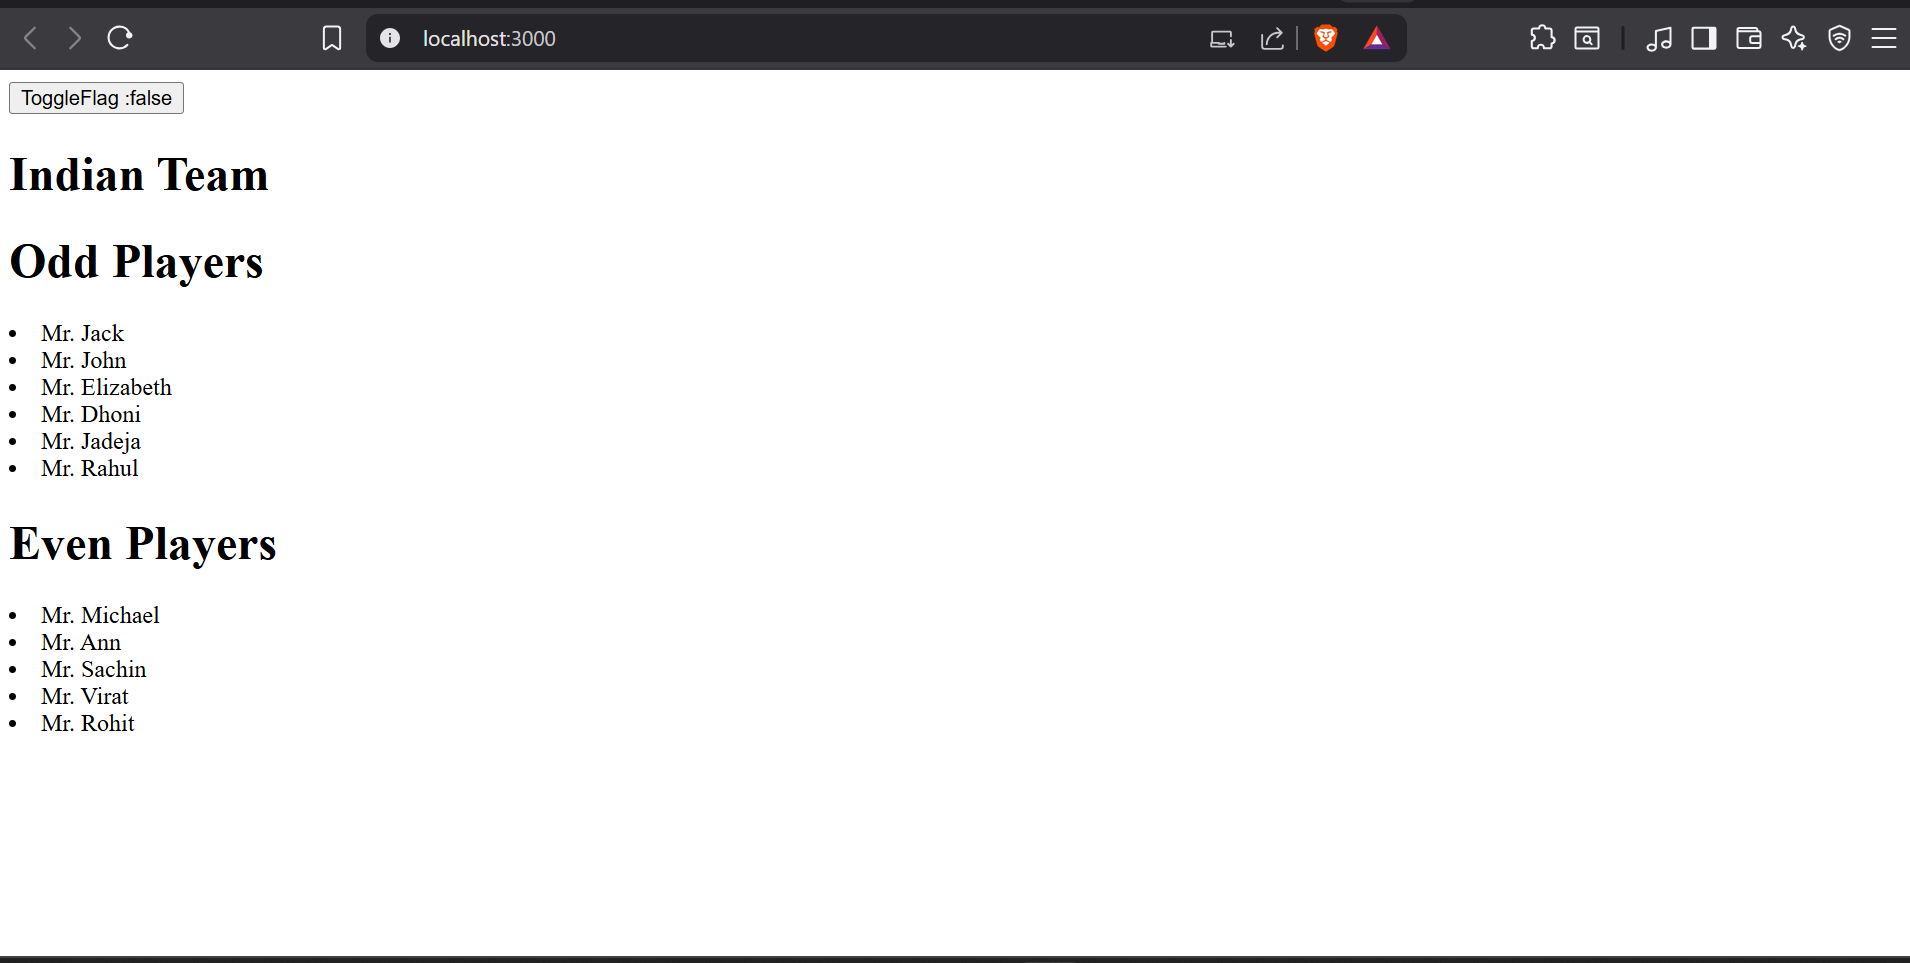 localhost:3000
ToggleFlag :false
Indian Team
Odd Players
Mr. Jack
Mr. John
Mr. Elizabeth
Mr. Dhoni
Mr. Jadeja
Mr. Rahul
Even Players
Mr. Michael
Mr. Ann
Mr. Sachin
Mr. Virat
Mr. Rohit